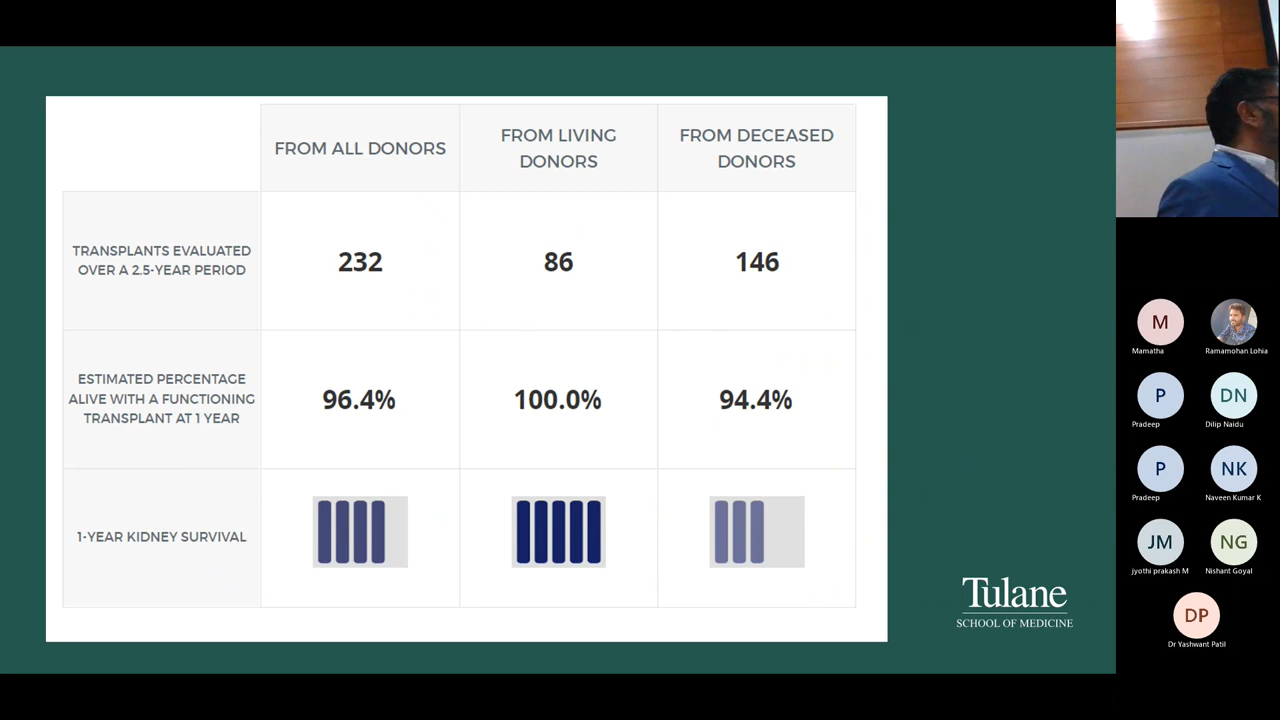 FROM ALL DONORS
FROM LIVING
DONORS
FROM DECEASED
DONORS
TRANSPLANTS EVALUATED
OVER A 2.5-YEAR PERIOD
232
86
146
ESTIMATED PERCENTAGE
ALIVE WITH A FUNCTIONING
TRANSPLANT AT 1 YEAR
96.4%
100.0%
94.4%
1-YEAR KIDNEY SURVIVAL
Tulane
SCHOOL OF MEDICINE
M
Mamatha
Ramamohan Lohia
P
Pradeep
DN
Dilip Naidu
P
Pradeep
NK
Naveen Kumar K
JM
jyothi prakash M
NG
Nishant Goyal
DP
Dr Yashwant Patil